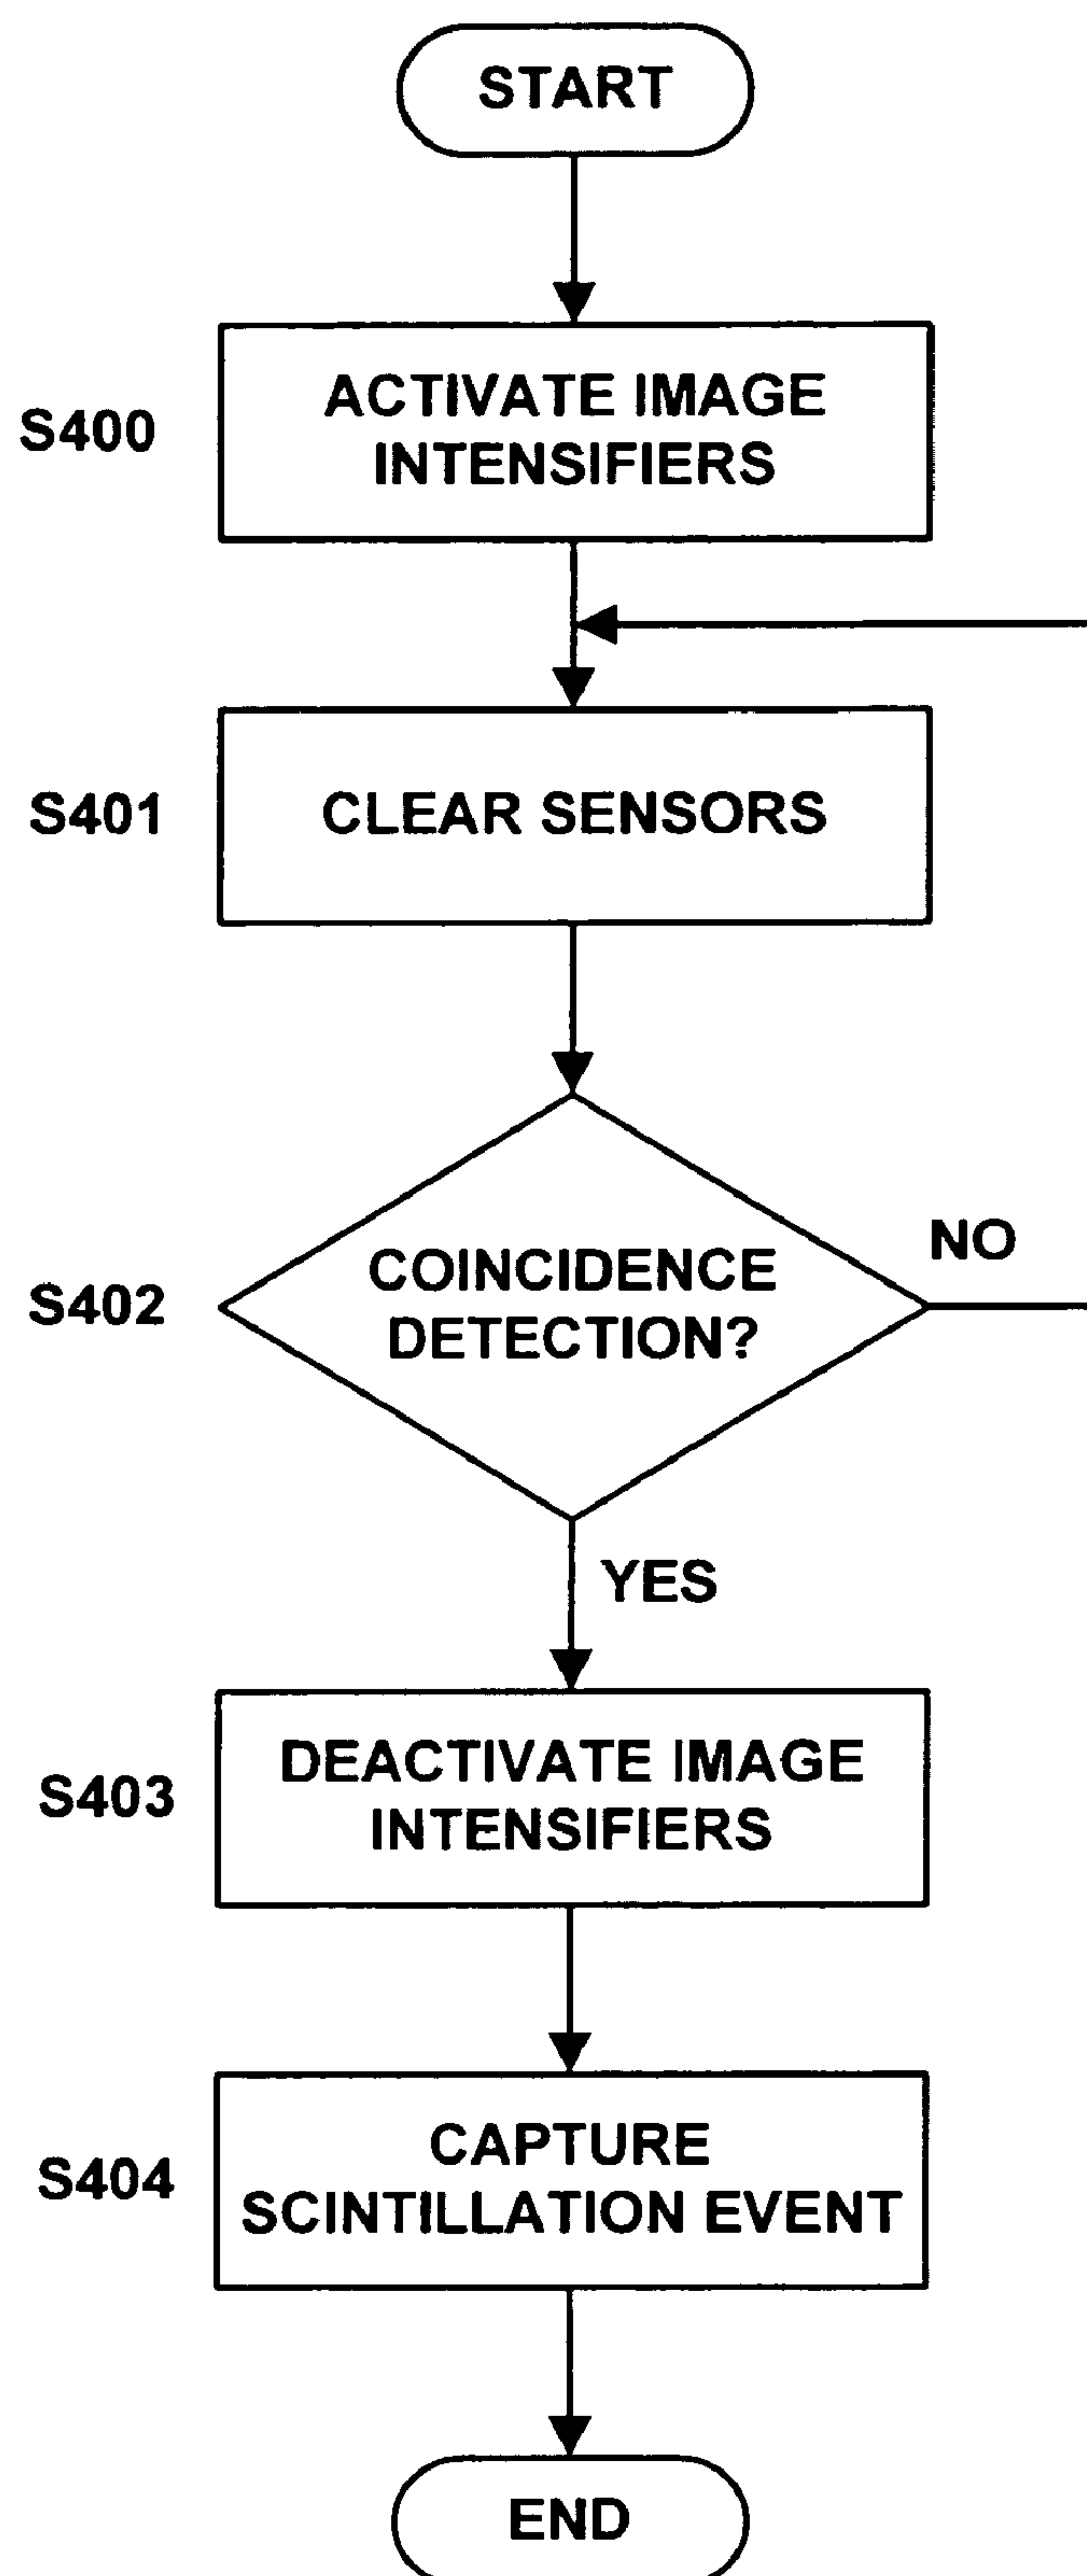 START
S400
ACTIVATE IMAGE
INTENSIFIERS
S401
CLEAR SENSORS
S402
COINCIDENCE
DETECTION?
NO
YES
S403
DEACTIVATE IMAGE
INTENSIFIERS
S404
CAPTURE
SCINTILLATION EVENT
END